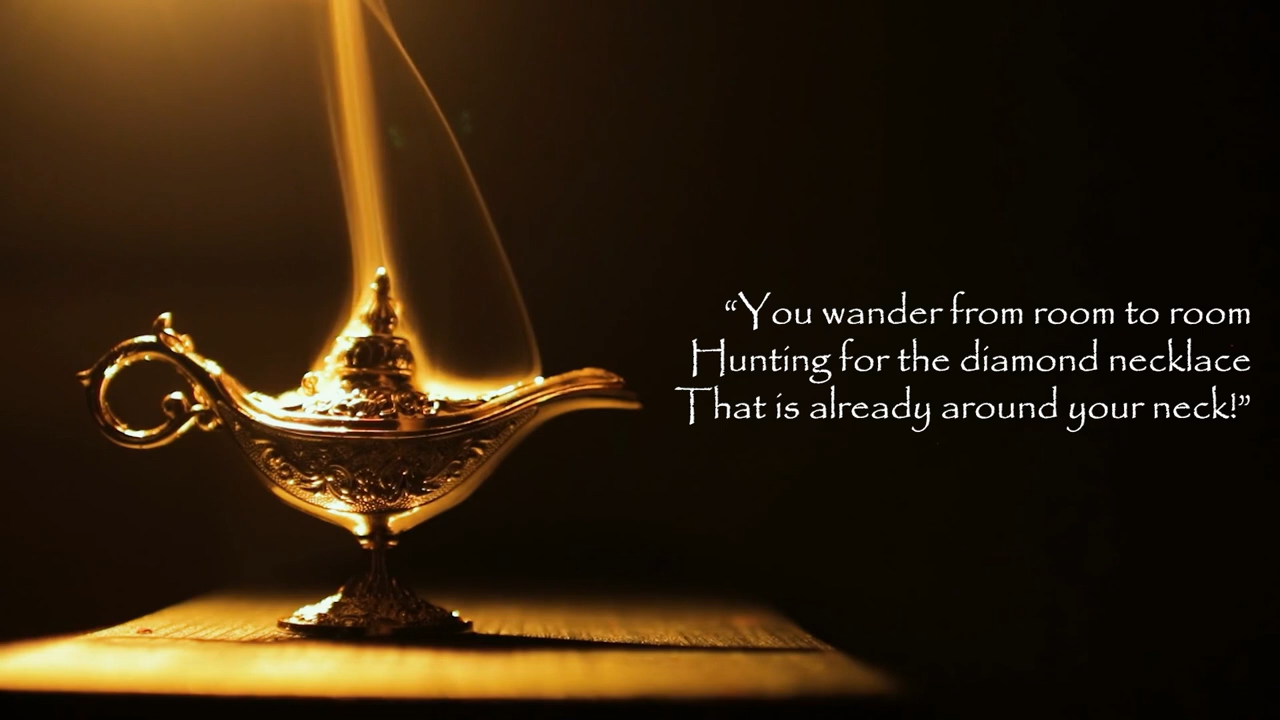 “You wander from room to room
Hunting for the diamond necklace
That is already around your neck!”